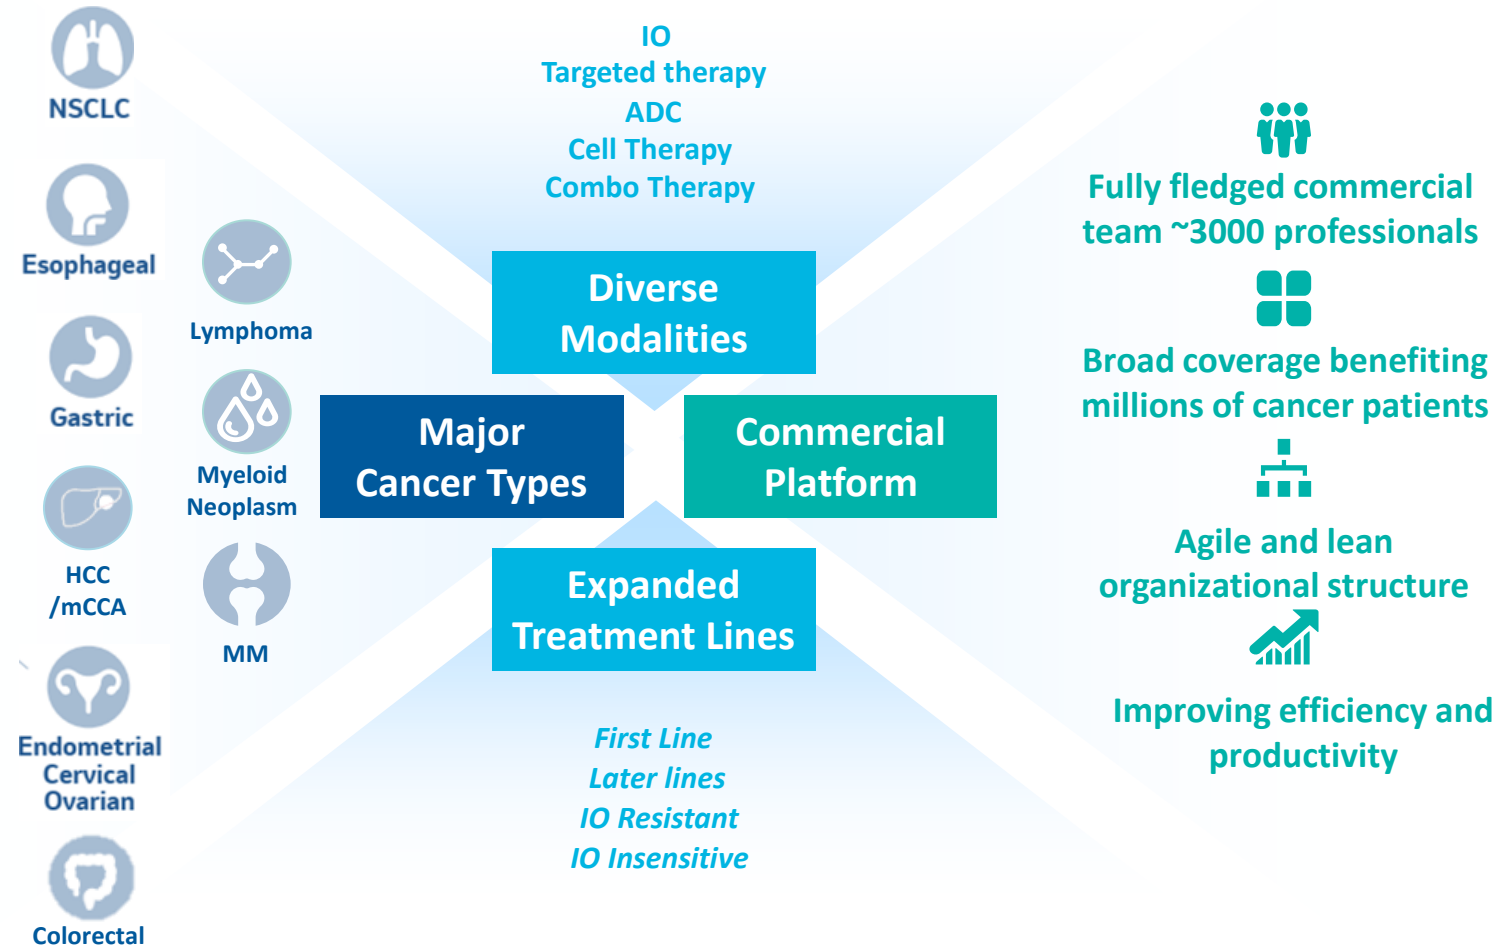 NSCLC
Esophageal
Gastric
HCC
/mCCA
Endometrial
Cervical
Ovarian
Colorectal
Lymphoma
Myeloid
Neoplasm
MM
IO
Targeted therapy
ADC
Cell Therapy
Combo Therapy
Diverse
Modalities
Major
Cancer Types
Commercial
Platform
Expanded
Treatment Lines
First Line
Later lines
IO Resistant
IO Insensitive
Fully fledged commercial
team ~3000 professionals
Broad coverage benefiting
millions of cancer patients
Agile and lean
organizational structure
Improving efficiency and
productivity